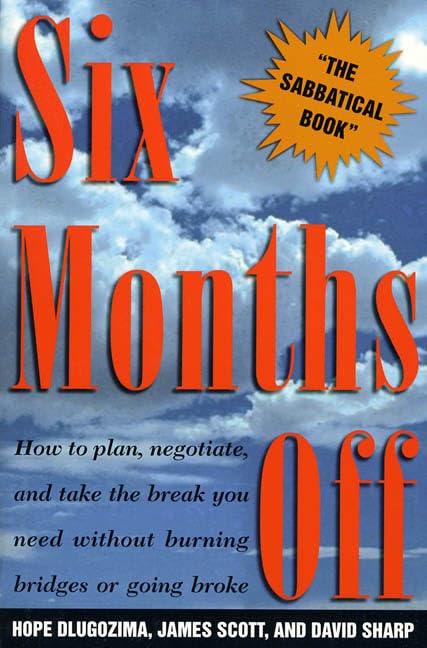 Six
"THE
SABBATICAL
BOOK"
Months
Off
How to plan, negotiate,
and take the break you
need without burning
bridges or going broke
HOPE DLUGOZIMA, JAMES SCOTT, AND DAVID SHARP